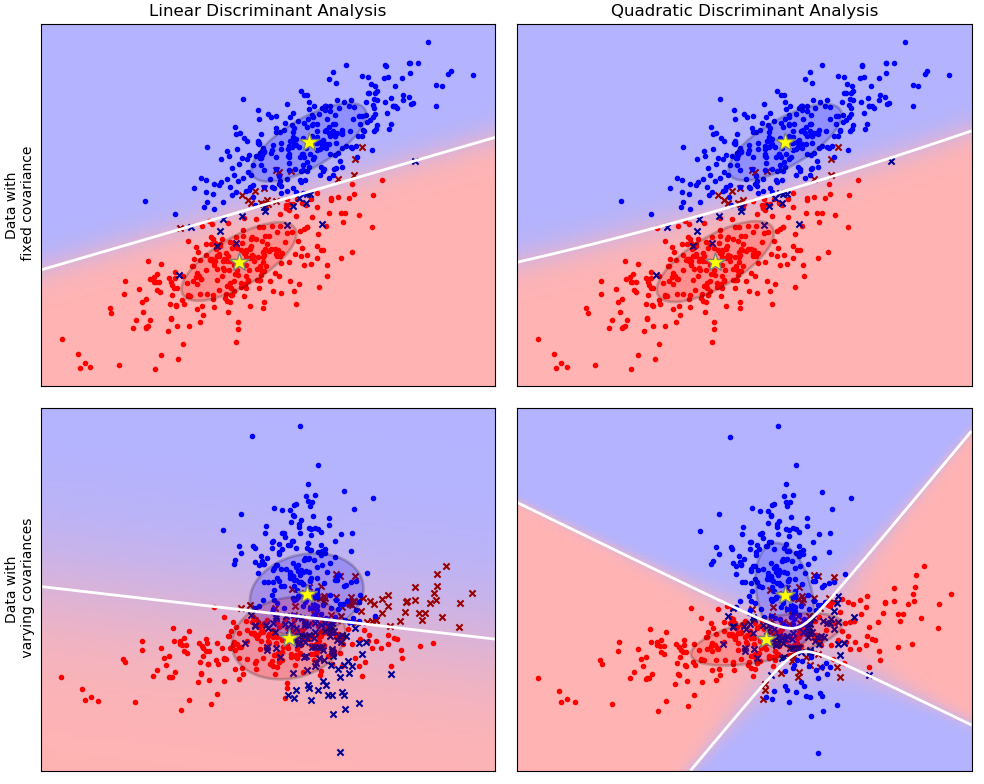 Linear Discriminant Analysis
Quadratic Discriminant Analysis
Data with
fixed covariance
Data with
varying covariances